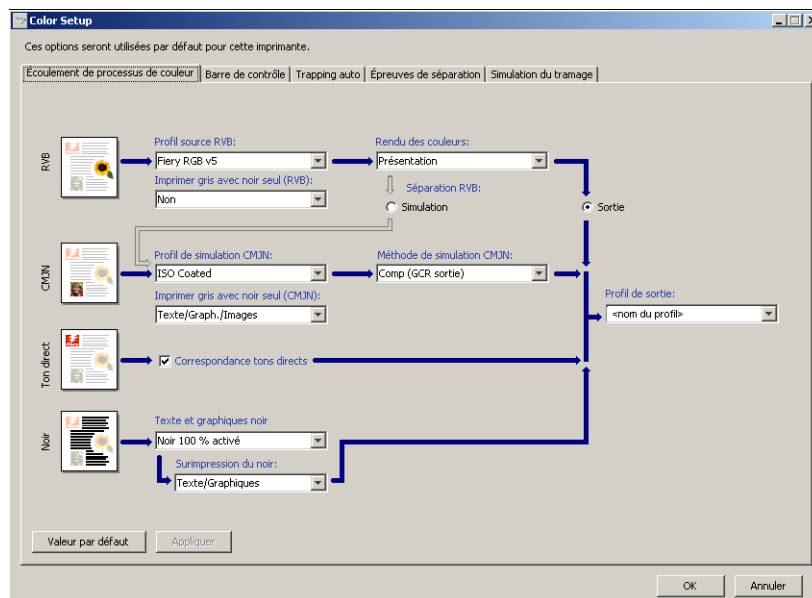 Color Setup
Ces options seront utilisées par défaut pour cette imprimante.
Écoulement de processus de couleur
Barre de contrôle
Trapping auto
Épreuves de séparation
Simulation du tramage
RVB
Profil source RVB:
Rendu des couleurs:
Fiery RGB v5
Présentation
Imprimer gris avec noir seul (RVB):
Séparation RVB:
Non
Simulation
Sortie
CMJN
Profil de simulation CMJN:
Méthode de simulation CMJN:
ISO Coated
Comp (GCR sortie)
Imprimer gris avec noir seul (CMJN):
Profil de sortie:
Texte/Graph./Images
<nom du profil>
Ton direct
Correspondance tons directs
Noir
Texte et graphiques noir
Noir 100 % activé
Surimpression du noir:
Texte/Graphiques
Valeur par défaut
Appliquer
OK
Annuler